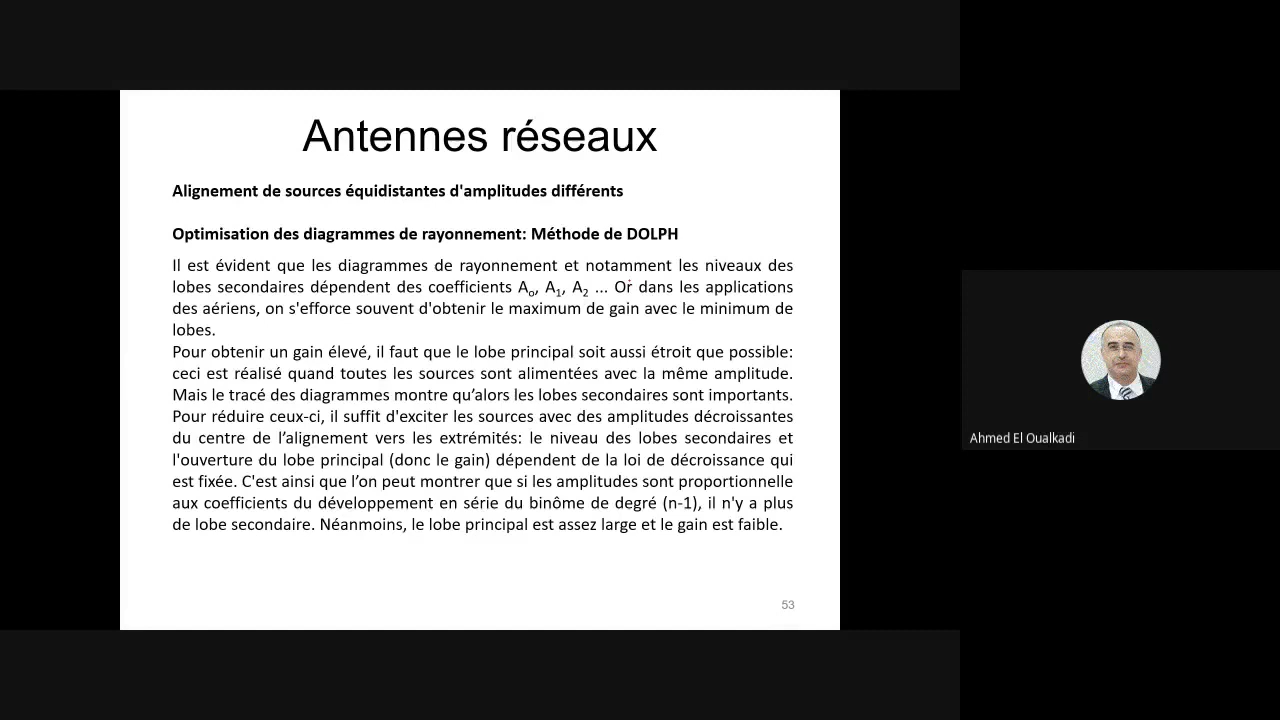 Antennes réseaux
Alignement de sources équidistantes d'amplitudes différents
Optimisation des diagrammes de rayonnement: Méthode de DOLPH
Il est évident que les diagrammes de rayonnement et notamment les niveaux des
lobes secondaires dépendent des coefficients Ao, A1, A2 ... Or dans les applications
des aériens, on s'efforce souvent d'obtenir le maximum de gain avec le minimum de
lobes.
Pour obtenir un gain élevé, il faut que le lobe principal soit aussi étroit que possible:
ceci est réalisé quand toutes les sources sont alimentées avec la même amplitude.
Mais le tracé des diagrammes montre qu’alors les lobes secondaires sont importants.
Pour réduire ceux-ci, il suffit d'exciter les sources avec des amplitudes décroissantes
du centre de l’alignement vers les extrémités: le niveau des lobes secondaires et
l'ouverture du lobe principal (donc le gain) dépendent de la loi de décroissance qui
est fixée. C'est ainsi que l’on peut montrer que si les amplitudes sont proportionnelle
aux coefficients du développement en série du binôme de degré (n-1), il n'y a plus
de lobe secondaire. Néanmoins, le lobe principal est assez large et le gain est faible.
53
Ahmed El Oualkadi